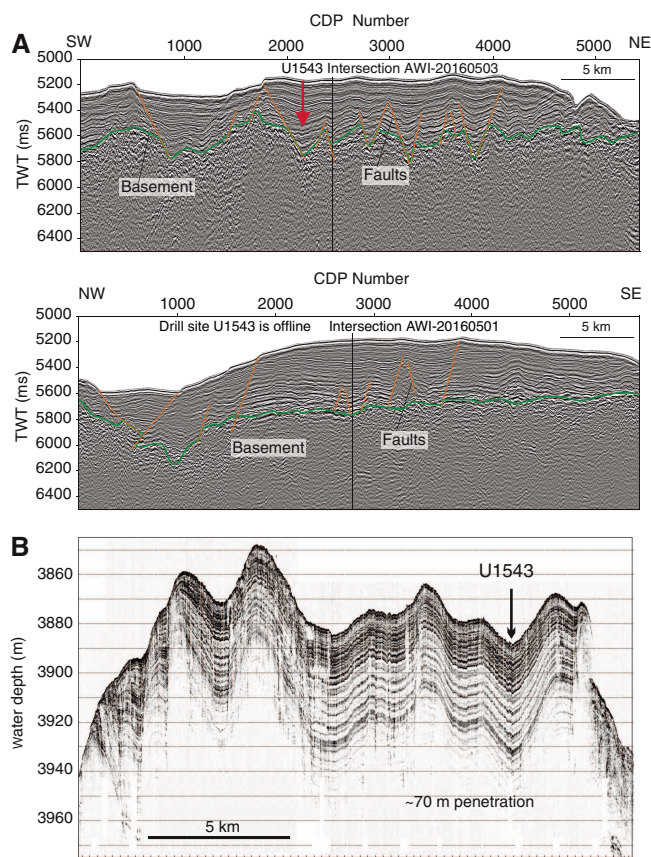 A
CDP Number
SW 1000 2000 3000 4000 5000 NE
5000
5200
5400
5600
5800
6000
6200
6400
TWT (ms)
U1543 Intersection AWI-20160503
5 km
Basement
Faults
CDP Number
NW 1000 2000 3000 4000 5000 SE
5000
5200
5400
5600
5800
6000
6200
6400
TWT (ms)
Drill site U1543 is offline Intersection AWI-20160501
5 km
Basement
Faults
B
3860
3880
3900
3920
3940
3960
water depth (m)
U1543
~70 m penetration
5 km